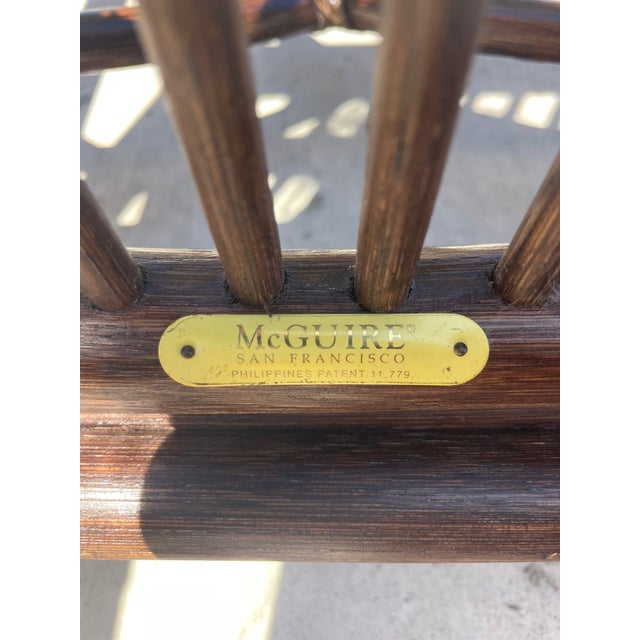 McGUIRE®
SAN FRANCISCO
PHILIPPINES PATENT 11,779